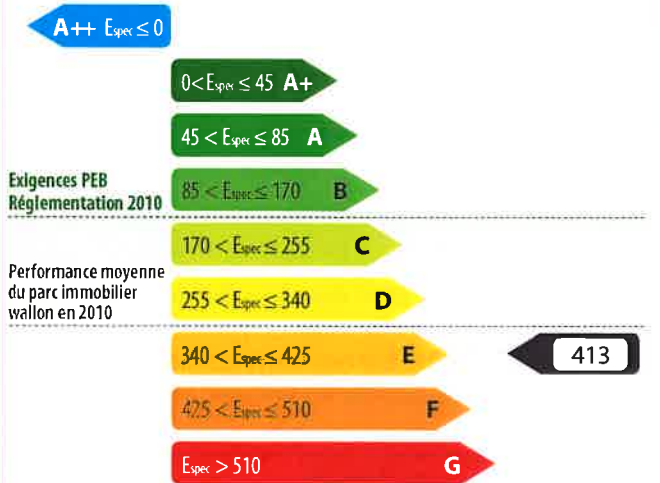 A++ Espec ≤ 0
0 < Espec ≤ 45 A+
45 < Espec ≤ 85 A
Exigences PEB
Réglementation 2010
85 < Espec ≤ 170 B
170 < Espec ≤ 255 C
Performance moyenne
du parc immobilier
wallon en 2010
255 < Espec ≤ 340 D
340 < Espec ≤ 425 E
413
425 < Espec ≤ 510 F
Espec > 510 G